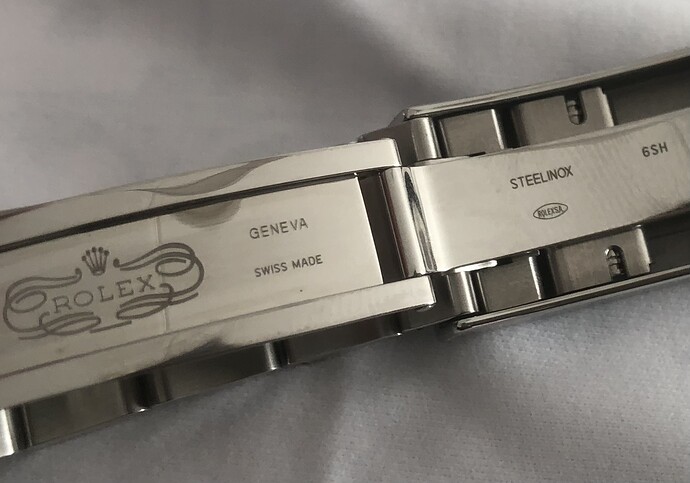 ROLEX
GENEVA
SWISS MADE
STEELINOX
6SH
ROLEXSA